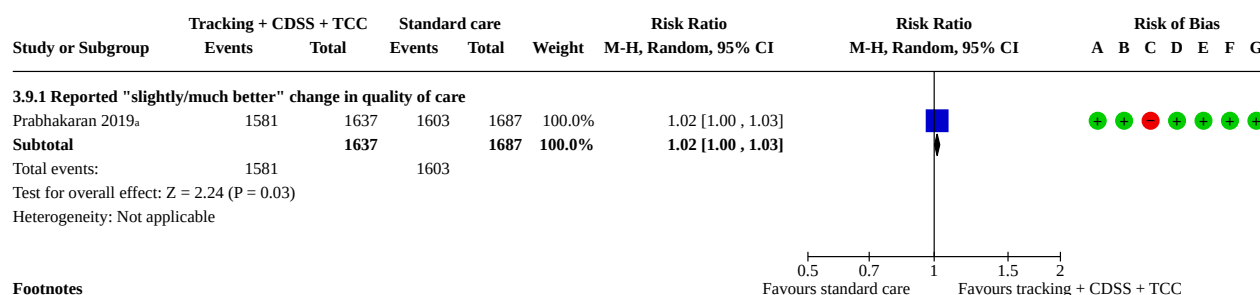 Tracking + CDSS + TCC Standard care Risk Ratio Risk Ratio Risk of Bias
Study or Subgroup Events Total Events Total Weight M-H, Random, 95% CI M-H, Random, 95% CI A B C D E F G
3.9.1 Reported "slightly/much better" change in quality of care
Prabhakaran 2019a 1581 1637 1603 1687 100.0% 1.02 [1.00 , 1.03] + + − + + + +
Subtotal 1637 1687 100.0% 1.02 [1.00 , 1.03]
Total events: 1581 1603
Test for overall effect: Z = 2.24 (P = 0.03)
Heterogeneity: Not applicable
0.5 0.7 1 1.5 2
Footnotes Favours standard care Favours tracking + CDSS + TCC